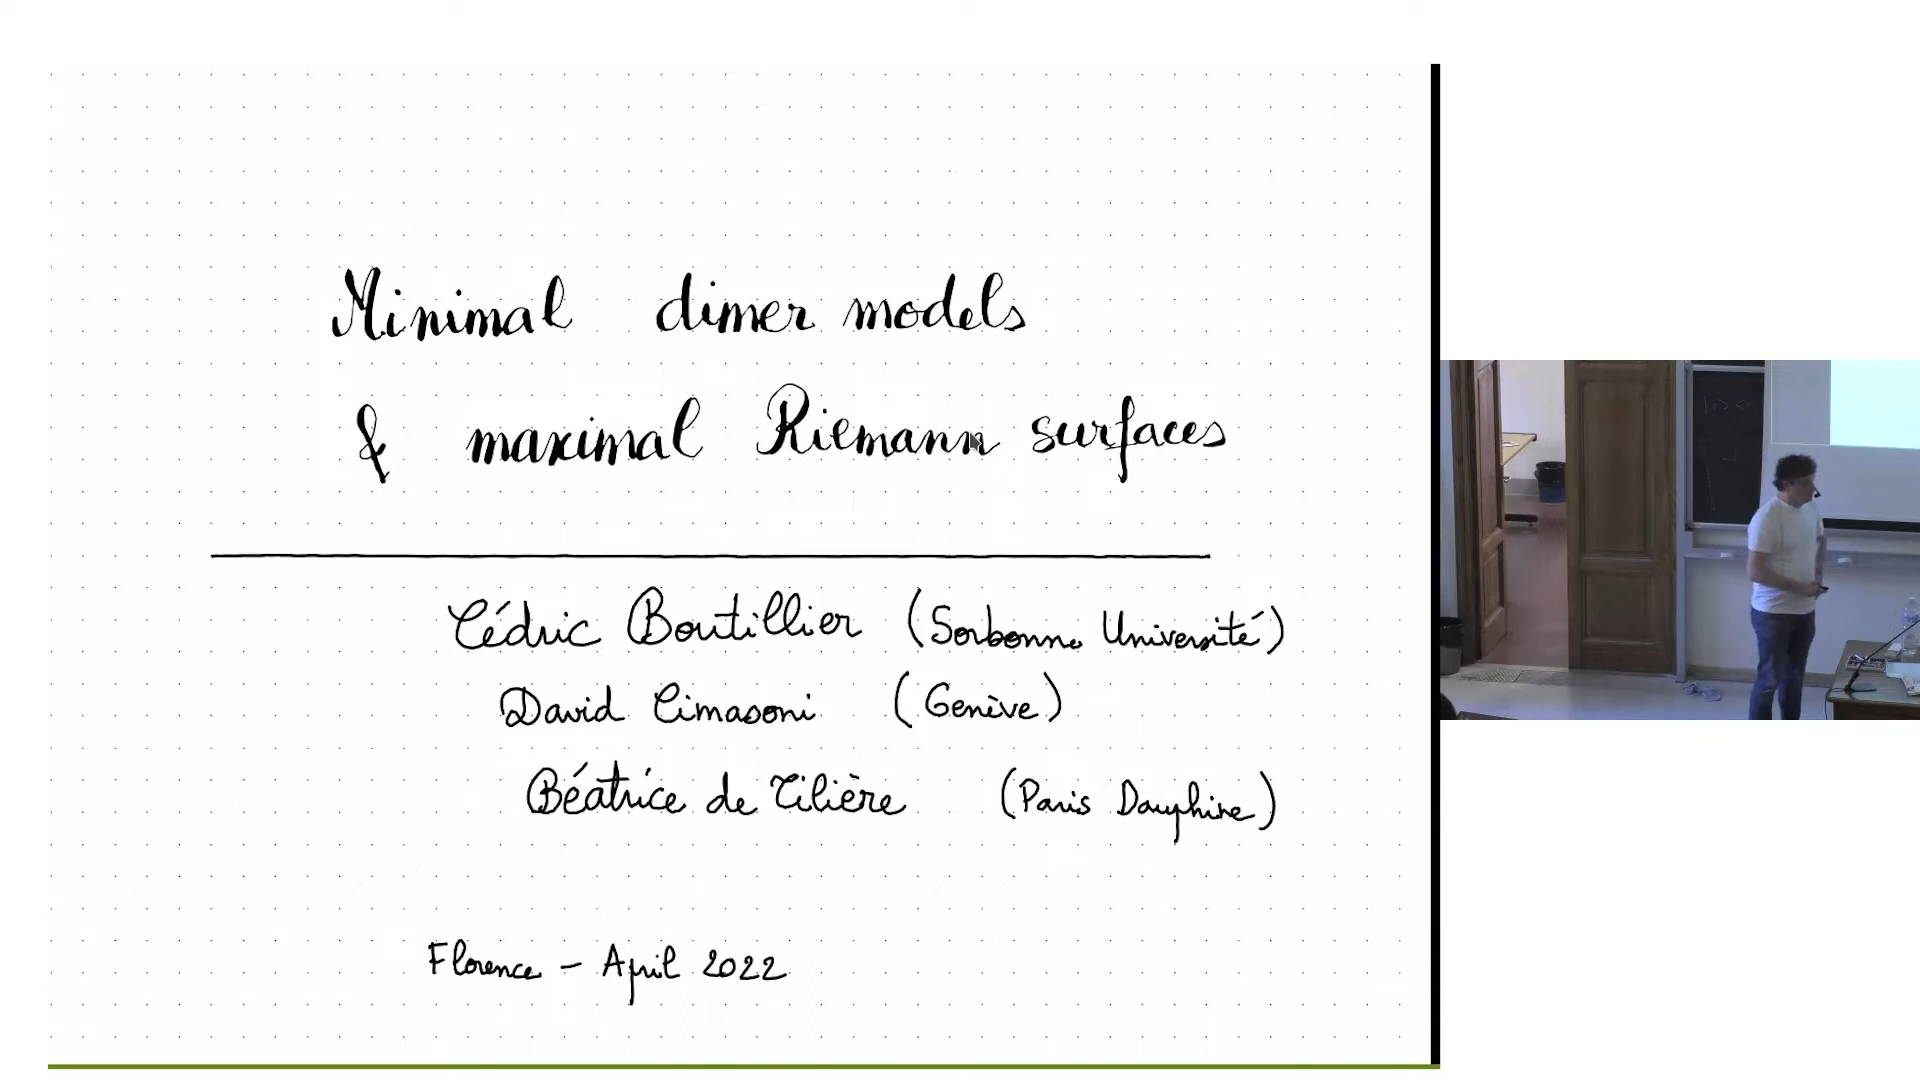 Minimal dimer models
& maximal Riemann surfaces
Cédric Boutillier (Sorbonne Université)
David Cimasoni (Genève)
Béatrice de Tilière (Paris Dauphine)
Florence – April 2022